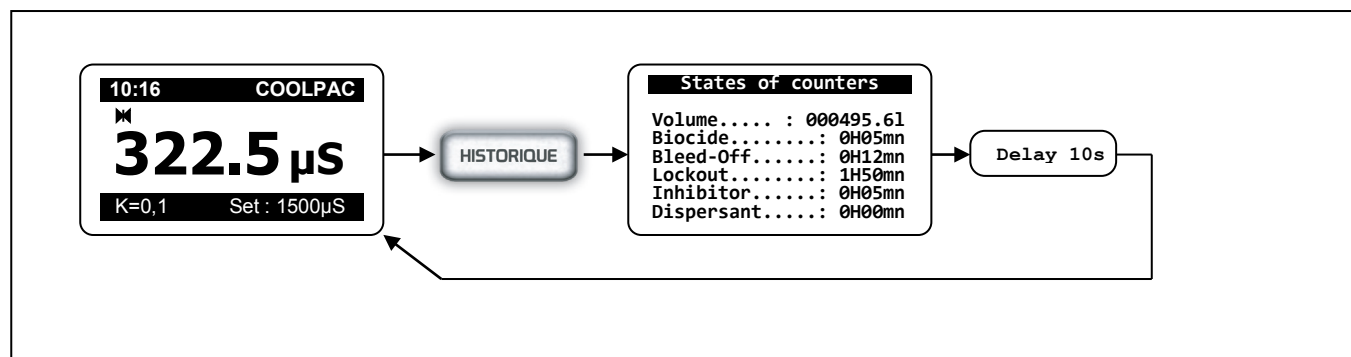 10:16 COOLPAC
322.5 µS
K=0,1 Set : 1500µS
HISTORIQUE
States of counters
Volume..... : 000495.6l
Biocide........: 0H05mn
Bleed-Off......: 0H12mn
Lockout........: 1H50mn
Inhibitor......: 0H05mn
Dispersant.....: 0H00mn
Delay 10s